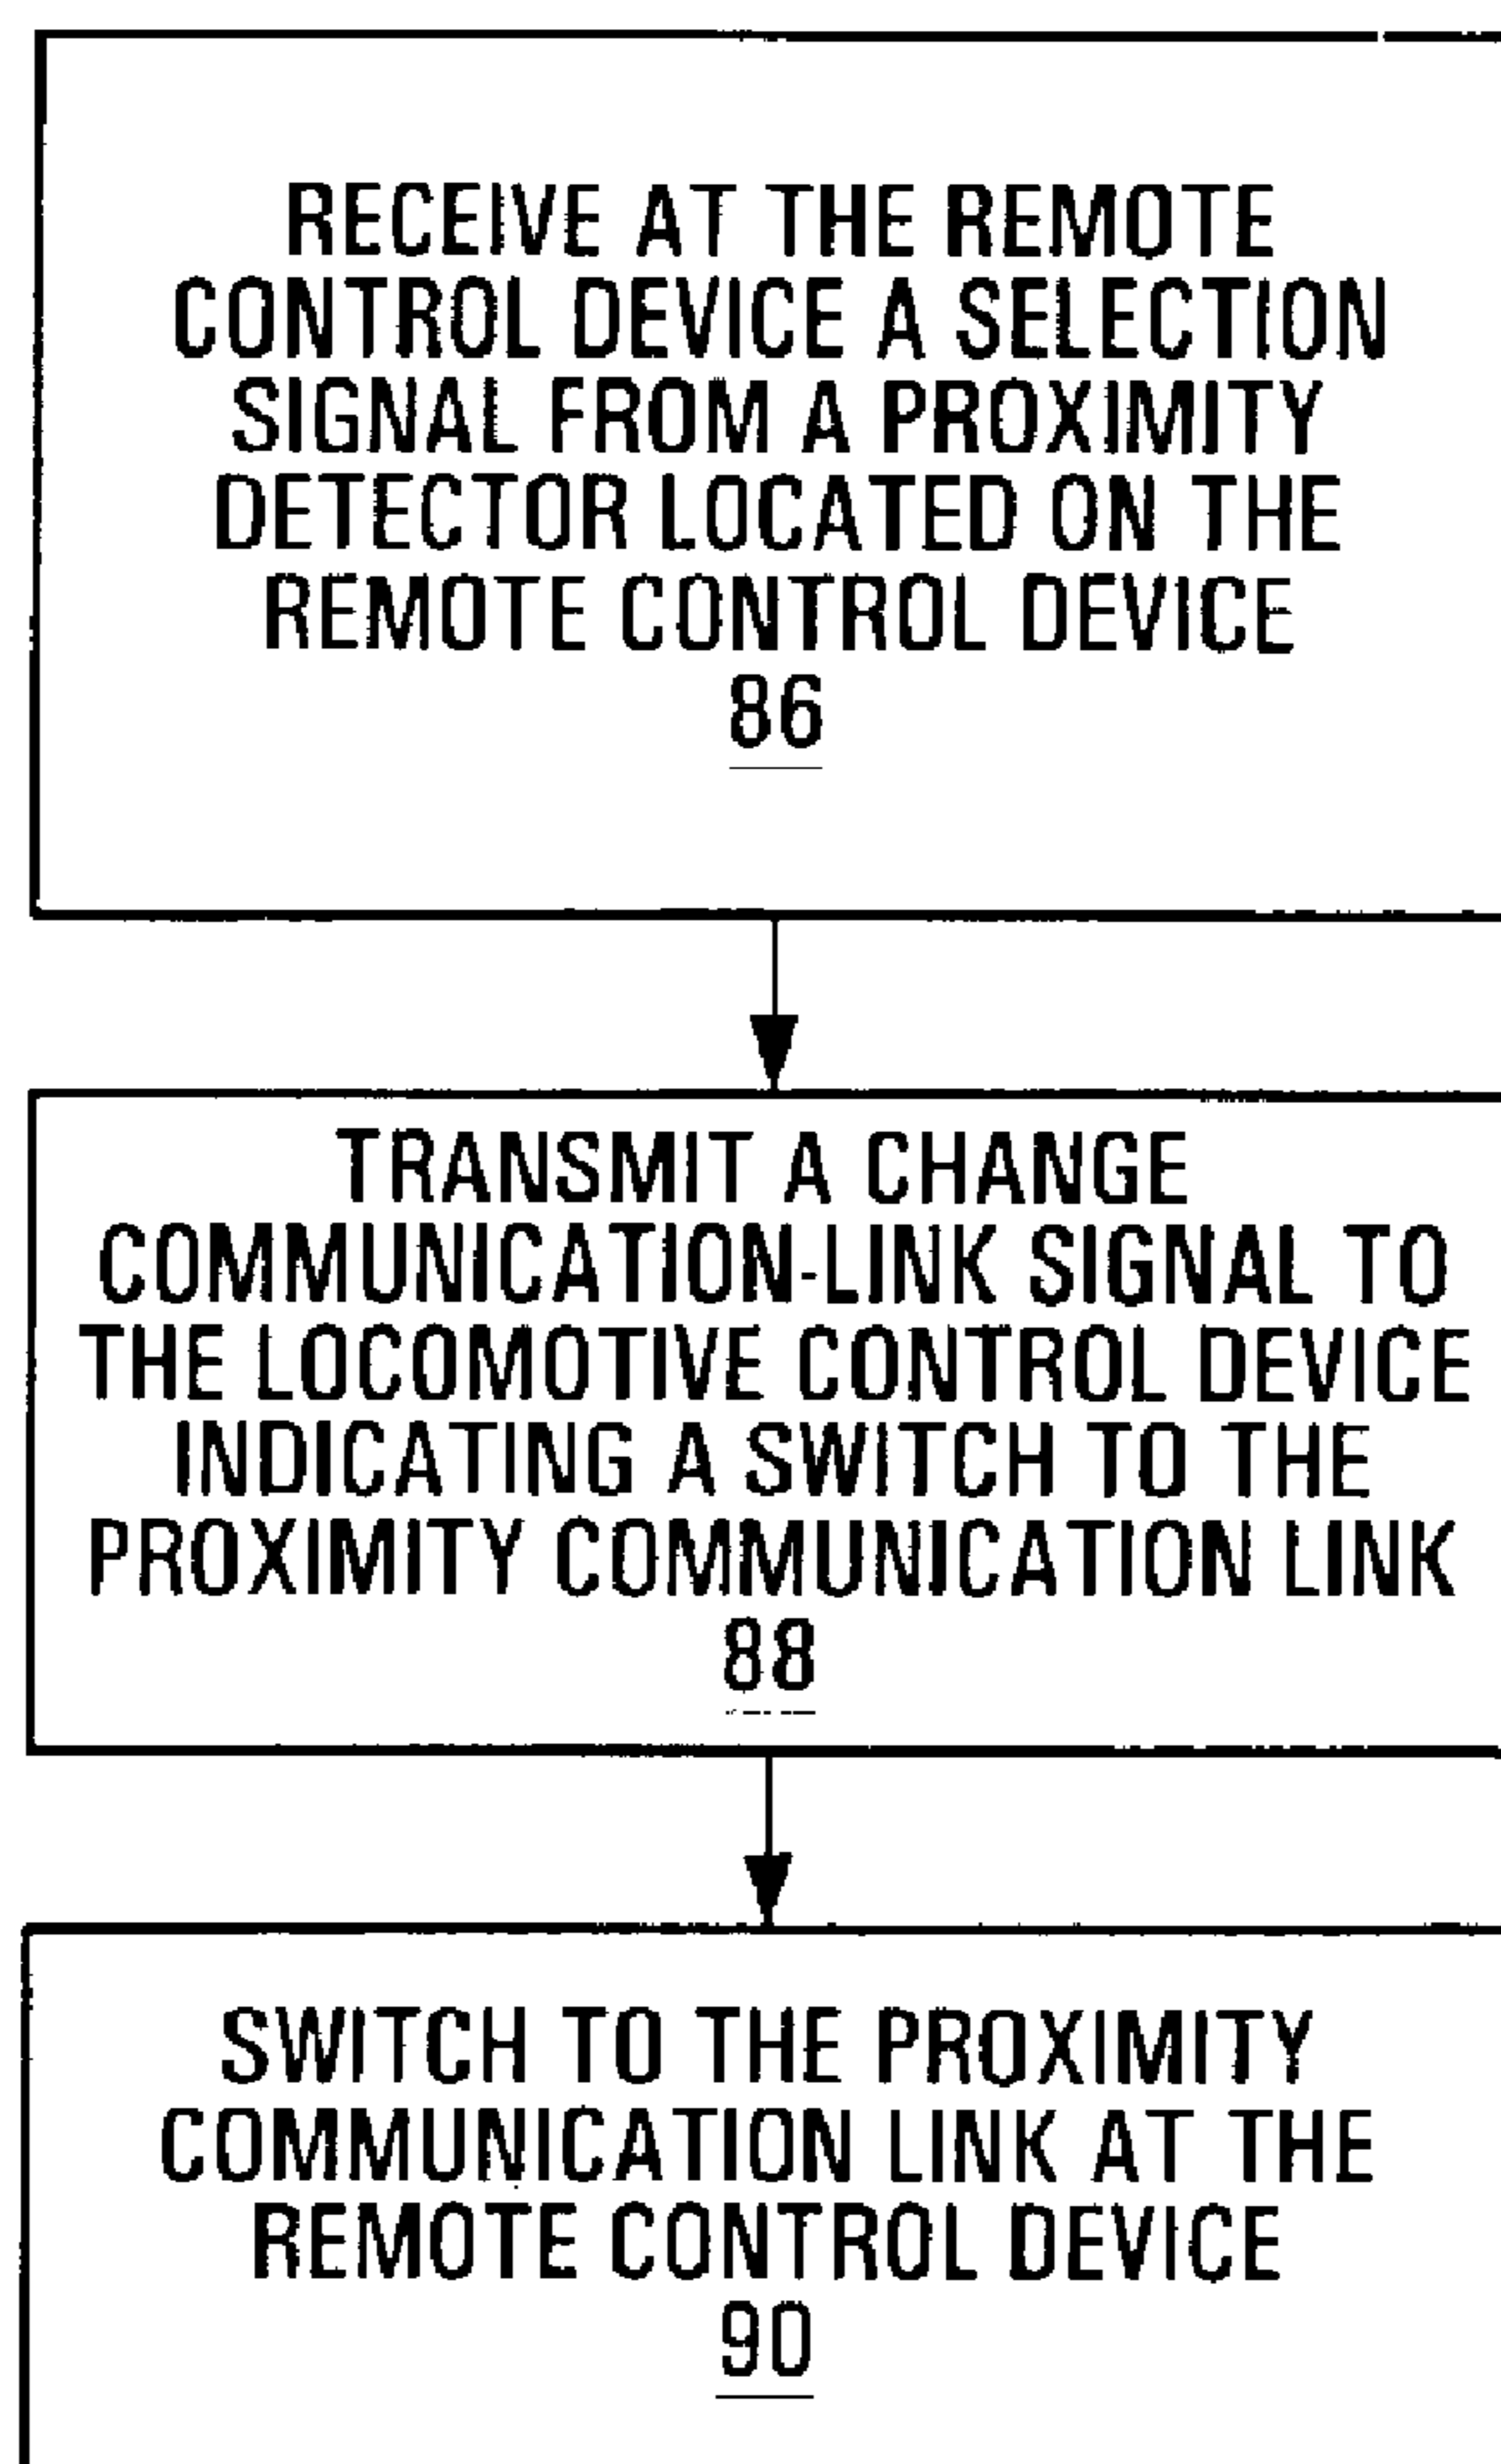 RECEIVE AT THE REMOTE
CONTROL DEVICE A SELECTION
SIGNAL FROM A PROXIMITY
DETECTOR LOCATED ON THE
REMOTE CONTROL DEVICE
86
TRANSMIT A CHANGE
COMMUNICATION-LINK SIGNAL TO
THE LOCOMOTIVE CONTROL DEVICE
INDICATING A SWITCH TO THE
PROXIMITY COMMUNICATION LINK
88
SWITCH TO THE PROXIMITY
COMMUNICATION LINK AT THE
REMOTE CONTROL DEVICE
90